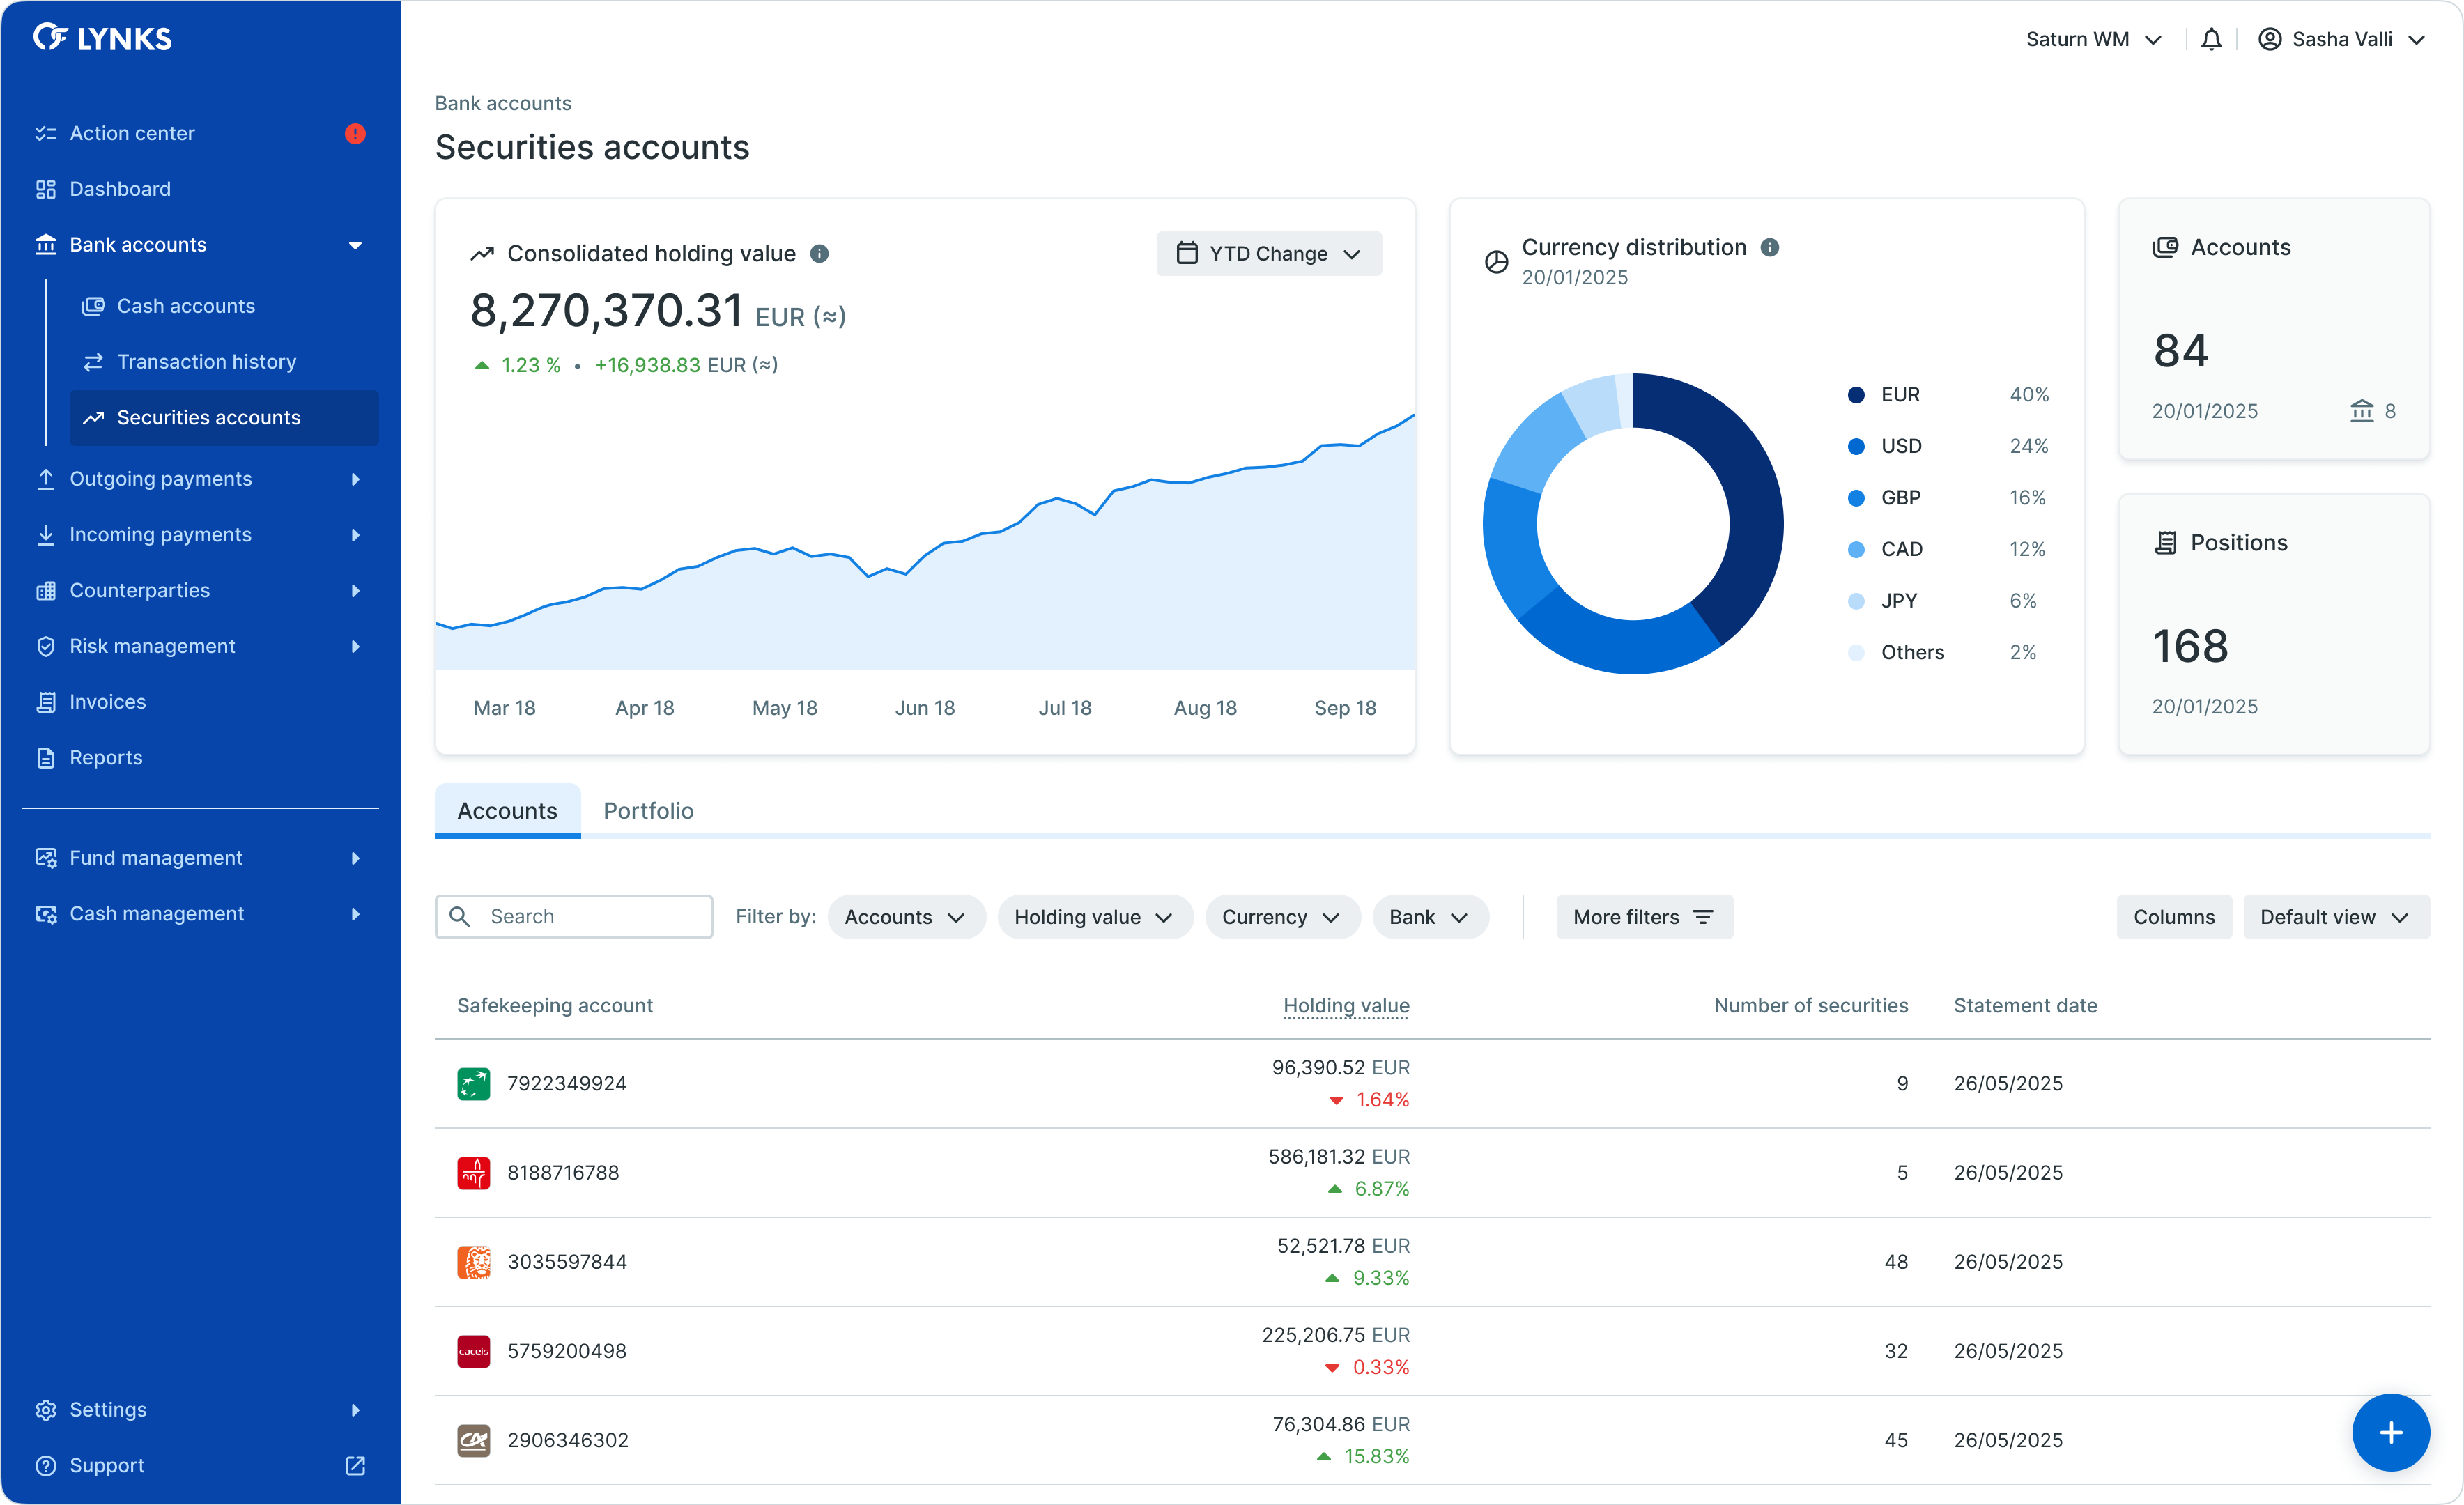 LYNKS
Saturn WM
Sasha Valli
Action center
Dashboard
Bank accounts
Cash accounts
Transaction history
Securities accounts
Outgoing payments
Incoming payments
Counterparties
Risk management
Invoices
Reports
Fund management
Cash management
Settings
Support
Bank accounts
Securities accounts
Consolidated holding value
YTD Change
8,270,370.31 EUR (≈)
1.23 % • +16,938.83 EUR (≈)
Mar 18 Apr 18 May 18 Jun 18 Jul 18 Aug 18 Sep 18
Currency distribution
20/01/2025
EUR 40%
USD 24%
GBP 16%
CAD 12%
JPY 6%
Others 2%
Accounts
84
20/01/2025 8
Positions
168
20/01/2025
Accounts Portfolio
Search Filter by: Accounts Holding value Currency Bank More filters Columns Default view
Safekeeping account Holding value Number of securities Statement date
96,390.52 EUR
7922349924 9 26/05/2025
1.64%
586,181.32 EUR
8188716788 5 26/05/2025
6.87%
52,521.78 EUR
3035597844 48 26/05/2025
9.33%
225,206.75 EUR
caceis 5759200498 32 26/05/2025
0.33%
76,304.86 EUR
CA 2906346302 45 26/05/2025
15.83%